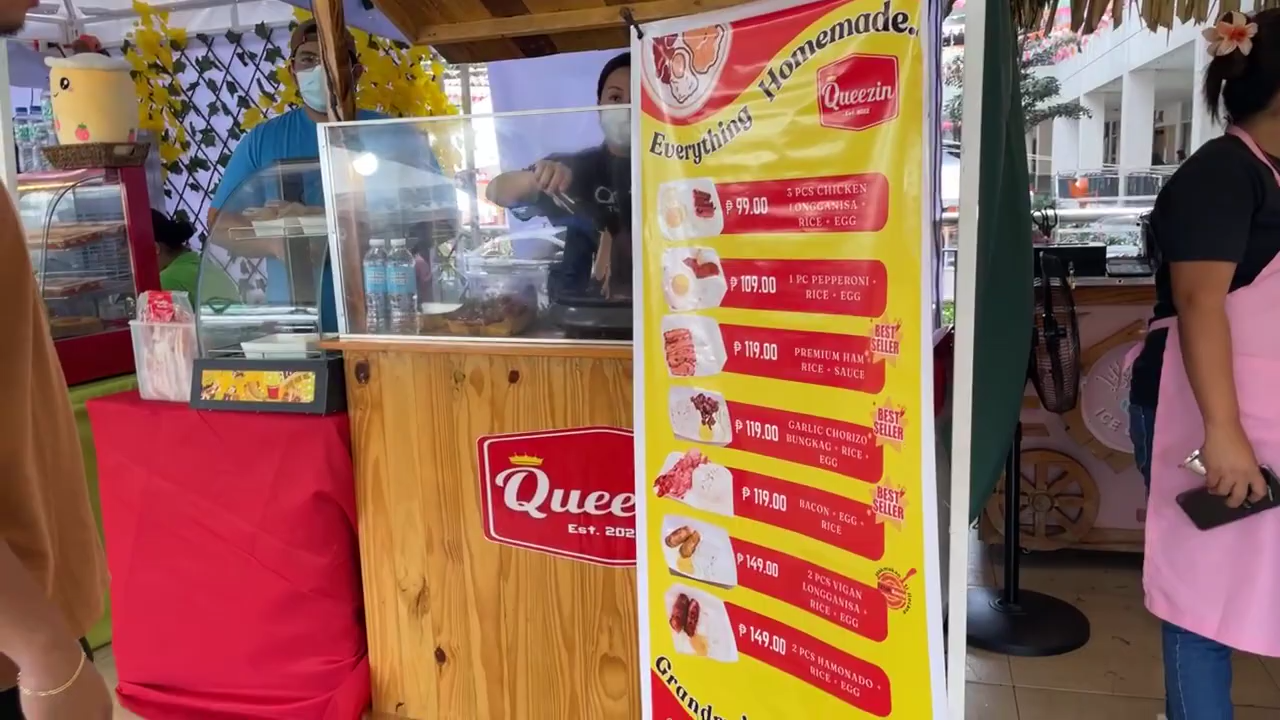 Everything Homemade..
Queezin
₱ 99.00
3 PCS CHICKEN
LONGGANISA +
RICE + EGG
₱ 109.00
1 PC PEPPERONI +
RICE + EGG
₱ 119.00
PREMIUM HAM +
RICE + SAUCE
BEST
SELLER
₱ 119.00
GARLIC CHORIZO
BUNGKAG + RICE +
EGG
BEST
SELLER
₱ 119.00
BACON + EGG +
RICE
BEST
SELLER
₱ 149.00
2 PCS VIGAN
LONGGANISA +
RICE + EGG
₱ 149.00
2 PCS HAMONADO +
RICE + EGG
Grandm
Quee
Est. 202
ICE